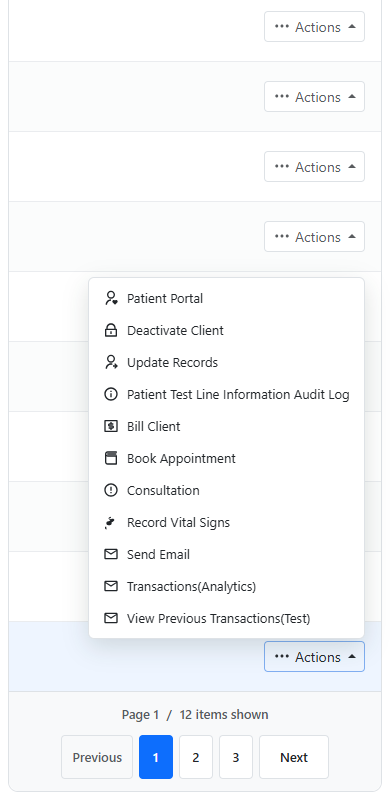 Actions
Actions
Actions
Actions
Patient Portal
Deactivate Client
Update Records
Patient Test Line Information Audit Log
Bill Client
Book Appointment
Consultation
Record Vital Signs
Send Email
Transactions(Analytics)
View Previous Transactions(Test)
Actions
Page 1 / 12 items shown
Previous 1 2 3 Next